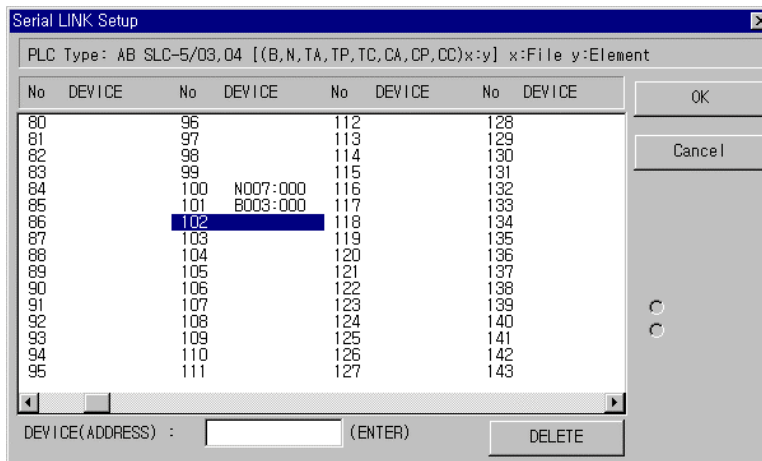 Serial LINK Setup
PLC Type: AB SLC-5/03,04 [(B,N,TA,TP,TC,CA,CP,CC)x:y] x:File y:Element
No DEVICE No DEVICE No DEVICE No DEVICE
OK
Cancel
80 96 112 128
81 97 113 129
82 98 114 130
83 99 115 131
84 100 N007:000 116 132
85 101 B003:000 117 133
86 102 118 134
87 103 119 135
88 104 120 136
89 105 121 137
90 106 122 138
91 107 123 139
92 108 124 140
93 109 125 141
94 110 126 142
95 111 127 143
DEVICE(ADDRESS) : (ENTER) DELETE